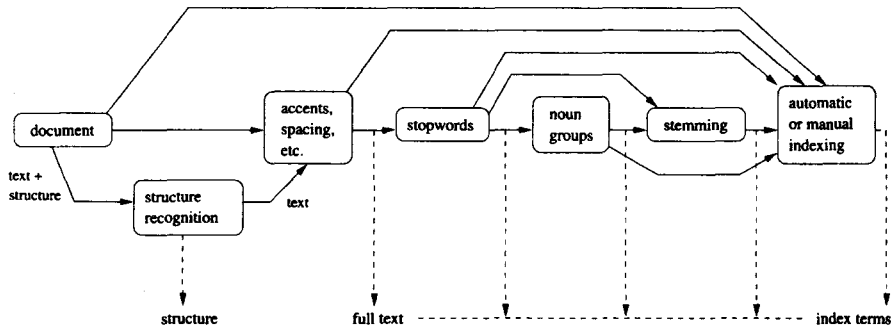 document
accents,
spacing,
etc.
stopwords
noun
groups
stemming
automatic
or manual
indexing
text +
structure
structure
recognition
text
structure
full text
index terms